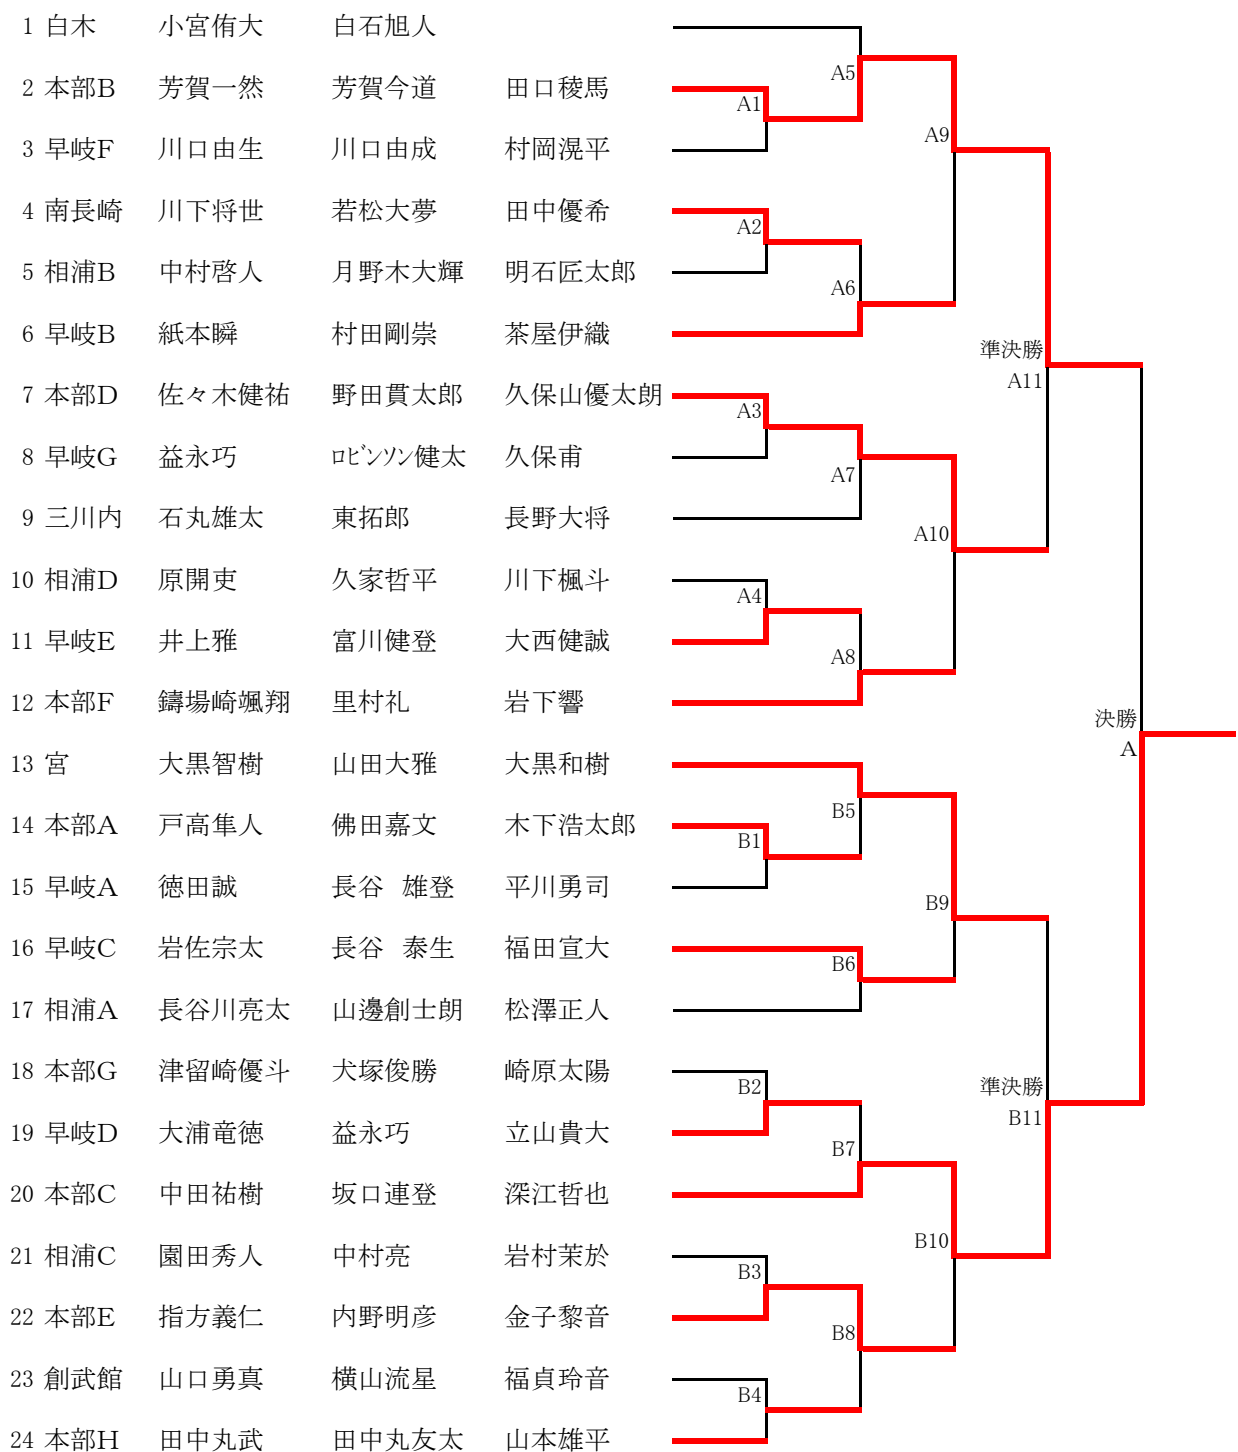 1 白木 小宮侑大 白石旭人
2 本部B 芳賀一然 芳賀今道 田口稜馬
3 早岐F 川口由生 川口由成 村岡滉平
4 南長崎 川下将世 若松大夢 田中優希
5 相浦B 中村啓人 月野木大輝 明石匠太郎
6 早岐B 紙本瞬 村田剛崇 茶屋伊織
7 本部D 佐々木健祐 野田貫太郎 久保山優太朗
8 早岐G 益永巧 ﾛﾋﾞﾝｿﾝ健太 久保甫
9 三川内 石丸雄太 東拓郎 長野大将
10 相浦D 原開吏 久家哲平 川下楓斗
11 早岐E 井上雅 富川健登 大西健誠
12 本部F 鑄場崎颯翔 里村礼 岩下響
13 宮 大黒智樹 山田大雅 大黒和樹
14 本部A 戸高隼人 佛田嘉文 木下浩太郎
15 早岐A 徳田誠 長谷 雄登 平川勇司
16 早岐C 岩佐宗太 長谷 泰生 福田宣大
17 相浦A 長谷川亮太 山邊創士朗 松澤正人
18 本部G 津留崎優斗 犬塚俊勝 崎原太陽
19 早岐D 大浦竜徳 益永巧 立山貴大
20 本部C 中田祐樹 坂口連登 深江哲也
21 相浦C 園田秀人 中村亮 岩村茉於
22 本部E 指方義仁 内野明彦 金子黎音
23 創武館 山口勇真 横山流星 福貞玲音
24 本部H 田中丸武 田中丸友太 山本雄平
A1
A2
A3
A4
B1
B2
B3
B4
A5
A6
A7
A8
B5
B6
B7
B8
A9
A10
B9
B10
準決勝
A11
準決勝
B11
決勝
A